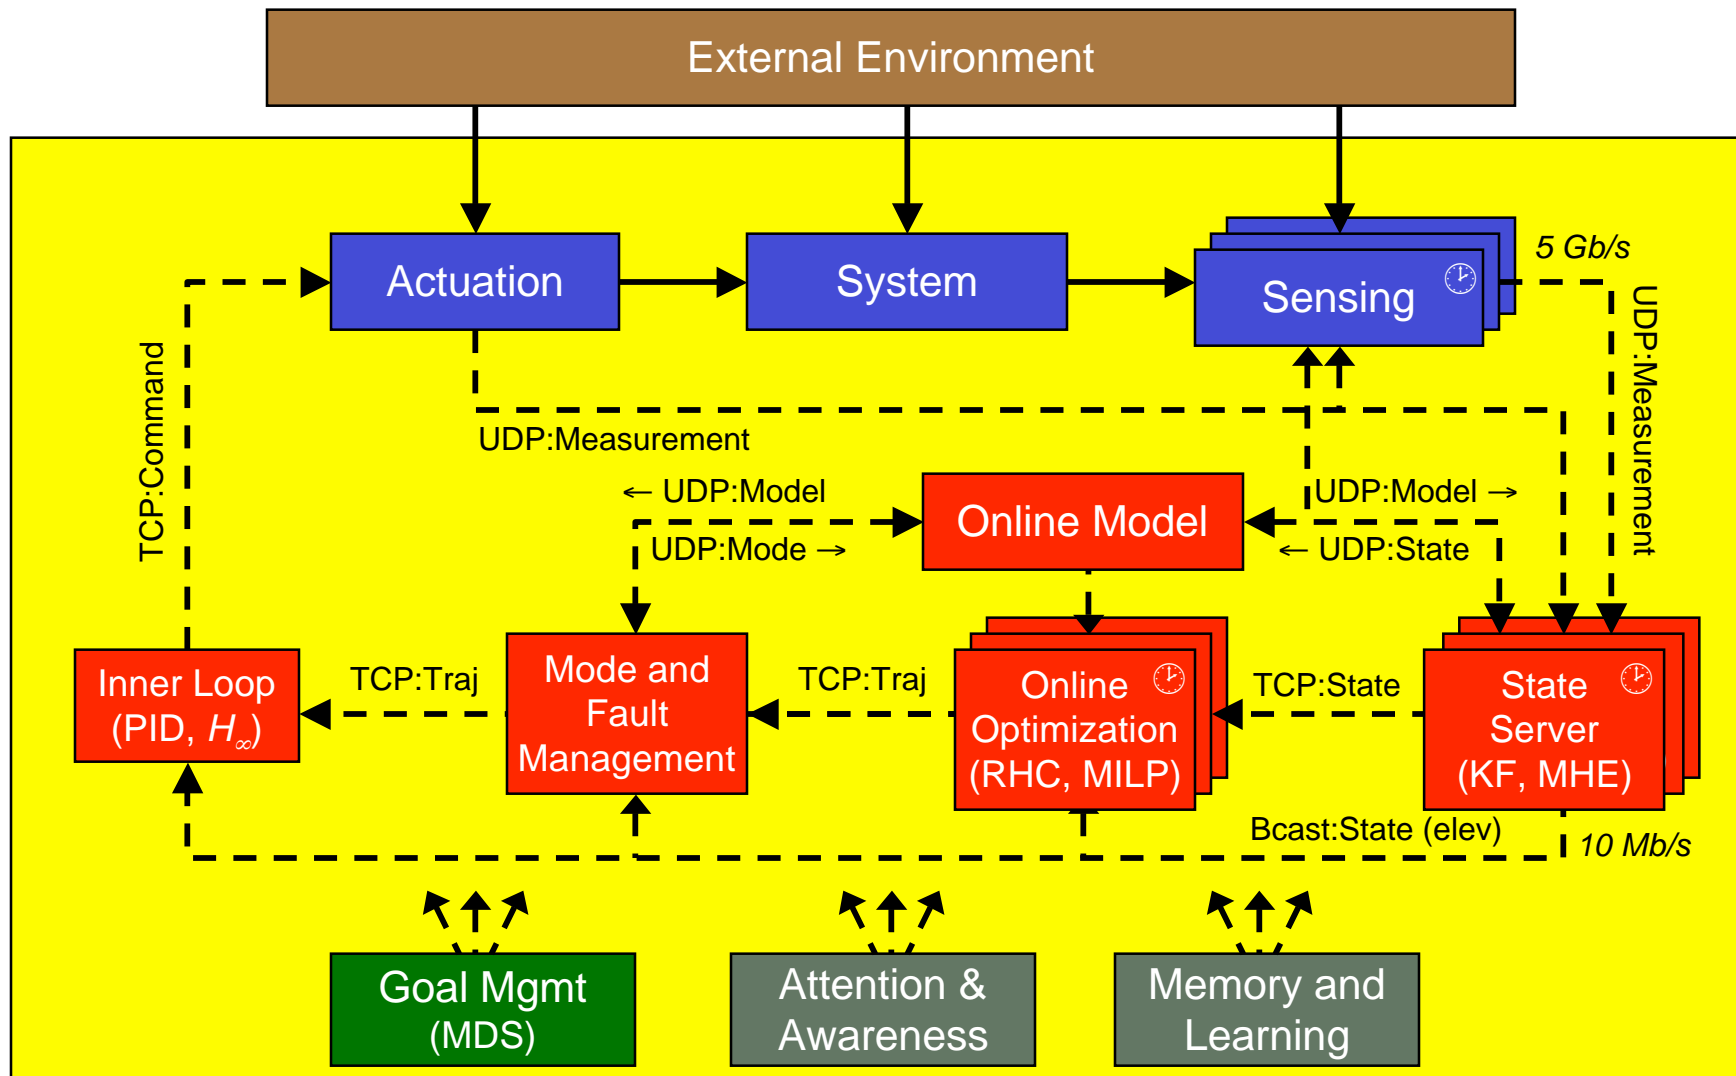 External Environment
Actuation
System
Sensing
5 Gb/s
UDP:Measurement
TCP:Command
UDP:Measurement
← UDP:Model
UDP:Mode →
Online Model
UDP:Model →
← UDP:State
Inner Loop
(PID, H∞)
TCP:Traj
Mode and
Fault
Management
TCP:Traj
Online
Optimization
(RHC, MILP)
TCP:State
State
Server
(KF, MHE)
Bcast:State (elev)
10 Mb/s
Goal Mgmt
(MDS)
Attention &
Awareness
Memory and
Learning